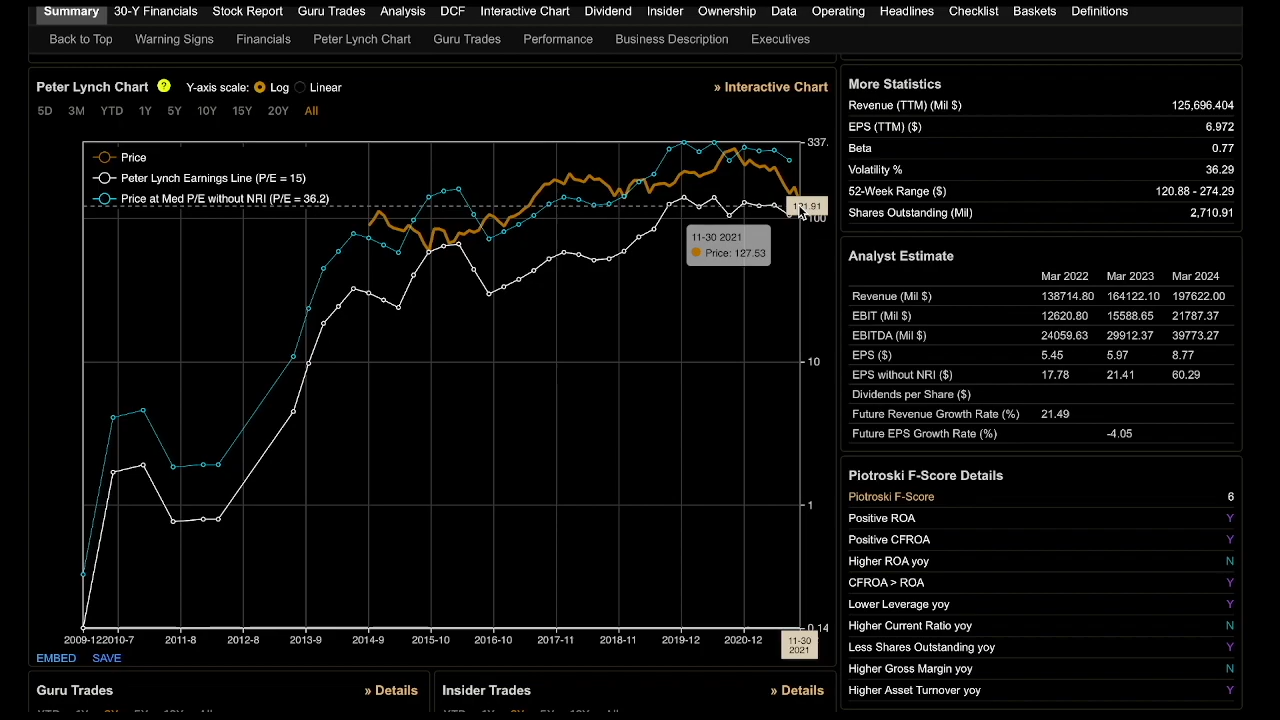 Summary 30-Y Financials Stock Report Guru Trades Analysis DCF Interactive Chart Dividend Insider Ownership Data Operating Headlines Checklist Baskets Definitions
Back to Top Warning Signs Financials Peter Lynch Chart Guru Trades Performance Business Description Executives
Peter Lynch Chart ? Y-axis scale: Log Linear » Interactive Chart
5D 3M YTD 1Y 5Y 10Y 15Y 20Y All
Price
Peter Lynch Earnings Line (P/E = 15)
Price at Med P/E without NRI (P/E = 36.2)
337.
121.91
100
11-30 2021
Price: 127.53
10
1
0.14
2009-12 2010-7 2011-8 2012-8 2013-9 2014-9 2015-10 2016-10 2017-11 2018-11 2019-12 2020-12 11-30
2021
EMBED SAVE
Guru Trades » Details
Insider Trades » Details
More Statistics
Revenue (TTM) (Mil $) 125,696.404
EPS (TTM) ($) 6.972
Beta 0.77
Volatility % 36.29
52-Week Range ($) 120.88 - 274.29
Shares Outstanding (Mil) 2,710.91
Analyst Estimate
Mar 2022 Mar 2023 Mar 2024
Revenue (Mil $) 138714.80 164122.10 197622.00
EBIT (Mil $) 12620.80 15588.65 21787.37
EBITDA (Mil $) 24059.63 29912.37 39773.27
EPS ($) 5.45 5.97 8.77
EPS without NRI ($) 17.78 21.41 60.29
Dividends per Share ($)
Future Revenue Growth Rate (%) 21.49
Future EPS Growth Rate (%) -4.05
Piotroski F-Score Details
Piotroski F-Score 6
Positive ROA Y
Positive CFROA Y
Higher ROA yoy N
CFROA > ROA Y
Lower Leverage yoy Y
Higher Current Ratio yoy N
Less Shares Outstanding yoy Y
Higher Gross Margin yoy N
Higher Asset Turnover yoy Y